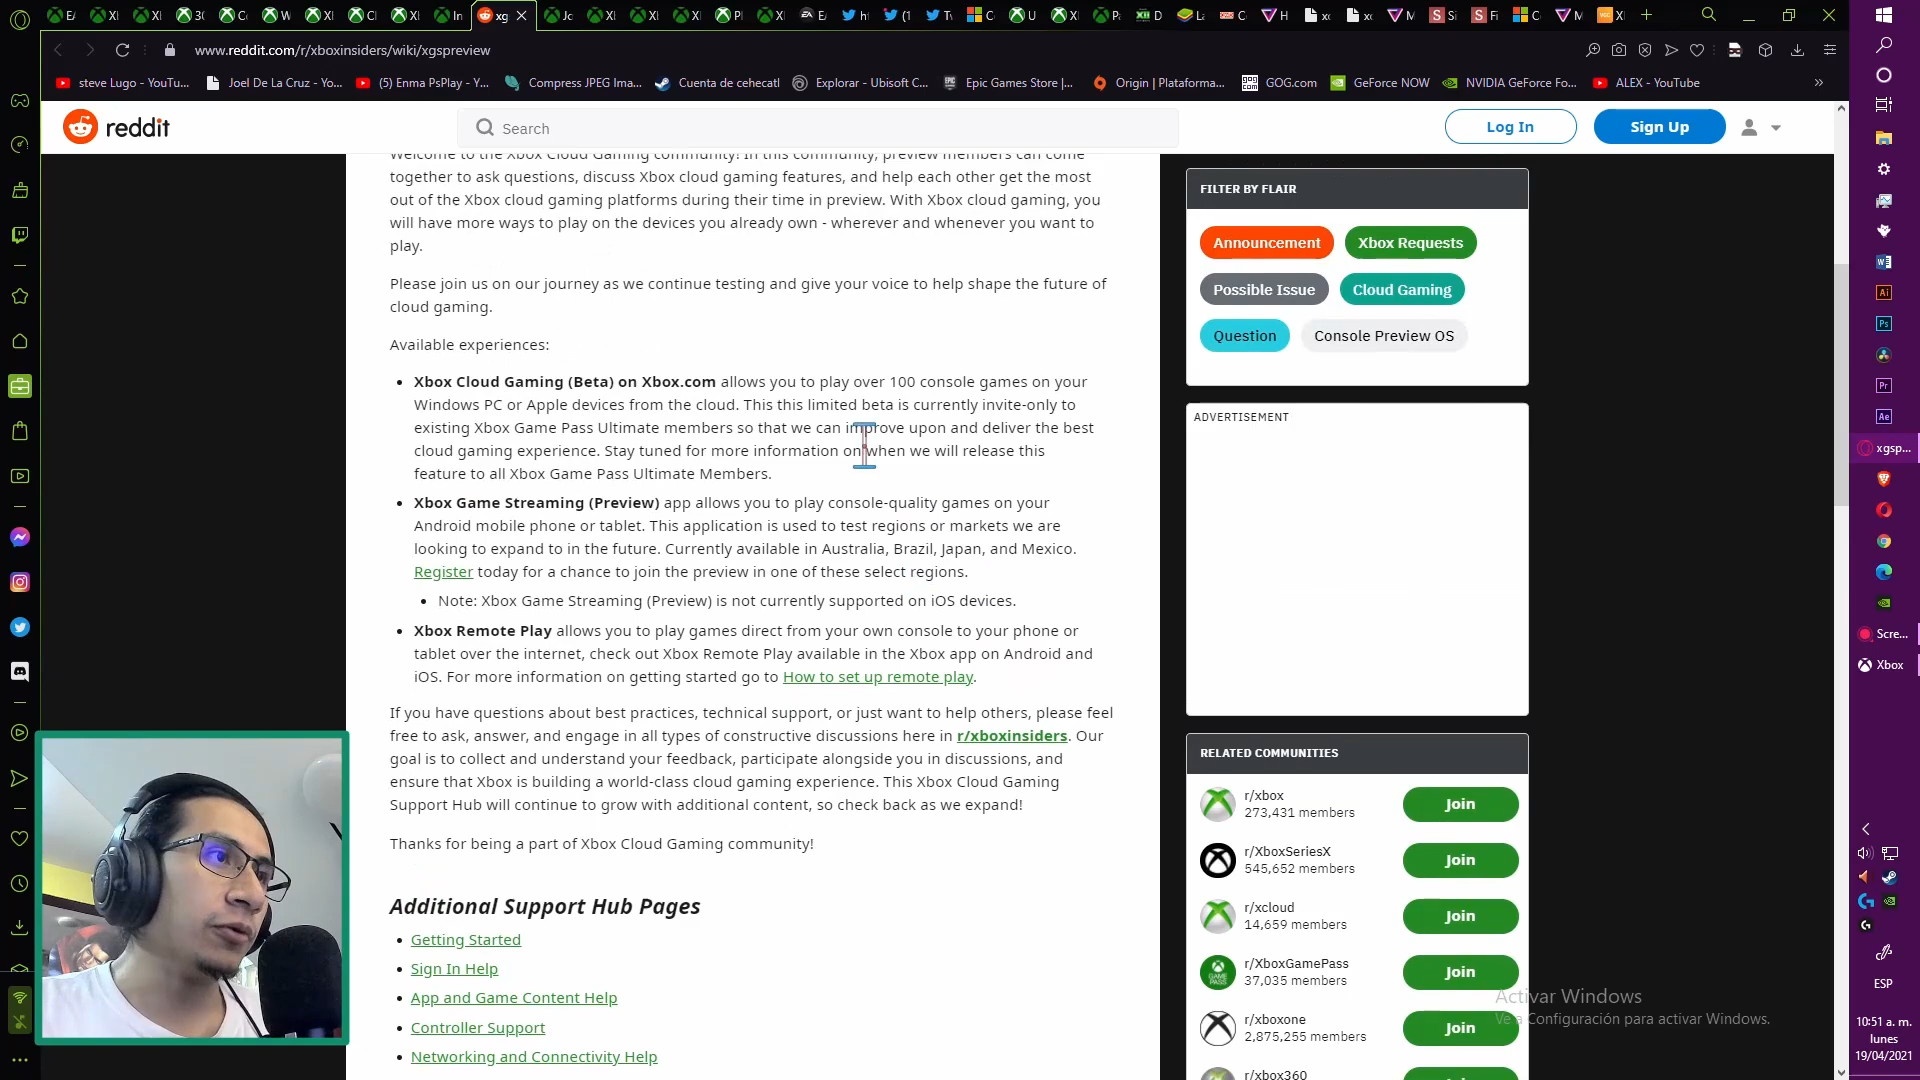 www.reddit.com/r/xboxinsiders/wiki/xgspreview
steve Lugo - YouTu...
Joel De La Cruz - Yo...
(5) Enma PsPlay - Y...
Compress JPEG Ima...
Cuenta de cehecatl
Explorar - Ubisoft C...
Epic Games Store |...
Origin | Plataforma...
GOG.com
GeForce NOW
NVIDIA GeForce Fo...
ALEX - YouTube
reddit
Search
Log In
Sign Up
Welcome to the Xbox Cloud Gaming community! In this community, preview members can come
together to ask questions, discuss Xbox cloud gaming features, and help each other get the most
out of the Xbox cloud gaming platforms during their time in preview. With Xbox cloud gaming, you
will have more ways to play on the devices you already own - wherever and whenever you want to
play.
Please join us on our journey as we continue testing and give your voice to help shape the future of
cloud gaming.
Available experiences:
Xbox Cloud Gaming (Beta) on Xbox.com allows you to play over 100 console games on your
Windows PC or Apple devices from the cloud. This this limited beta is currently invite-only to
existing Xbox Game Pass Ultimate members so that we can improve upon and deliver the best
cloud gaming experience. Stay tuned for more information on when we will release this
feature to all Xbox Game Pass Ultimate Members.
Xbox Game Streaming (Preview) app allows you to play console-quality games on your
Android mobile phone or tablet. This application is used to test regions or markets we are
looking to expand to in the future. Currently available in Australia, Brazil, Japan, and Mexico.
Register today for a chance to join the preview in one of these select regions.
Note: Xbox Game Streaming (Preview) is not currently supported on iOS devices.
Xbox Remote Play allows you to play games direct from your own console to your phone or
tablet over the internet, check out Xbox Remote Play available in the Xbox app on Android and
iOS. For more information on getting started go to How to set up remote play.
If you have questions about best practices, technical support, or just want to help others, please feel
free to ask, answer, and engage in all types of constructive discussions here in r/xboxinsiders. Our
goal is to collect and understand your feedback, participate alongside you in discussions, and
ensure that Xbox is building a world-class cloud gaming experience. This Xbox Cloud Gaming
Support Hub will continue to grow with additional content, so check back as we expand!
Thanks for being a part of Xbox Cloud Gaming community!
Additional Support Hub Pages
Getting Started
Sign In Help
App and Game Content Help
Controller Support
Networking and Connectivity Help
FILTER BY FLAIR
Announcement
Xbox Requests
Possible Issue
Cloud Gaming
Question
Console Preview OS
ADVERTISEMENT
RELATED COMMUNITIES
r/xbox
273,431 members
Join
r/XboxSeriesX
545,652 members
Join
r/xcloud
14,659 members
Join
r/XboxGamePass
37,035 members
Join
r/xboxone
2,875,255 members
Join
r/xbox360
Activar Windows
Ve a Configuración para activar Windows.
xgsp...
Scre...
Xbox
ESP
10:51 a. m.
lunes
19/04/2021